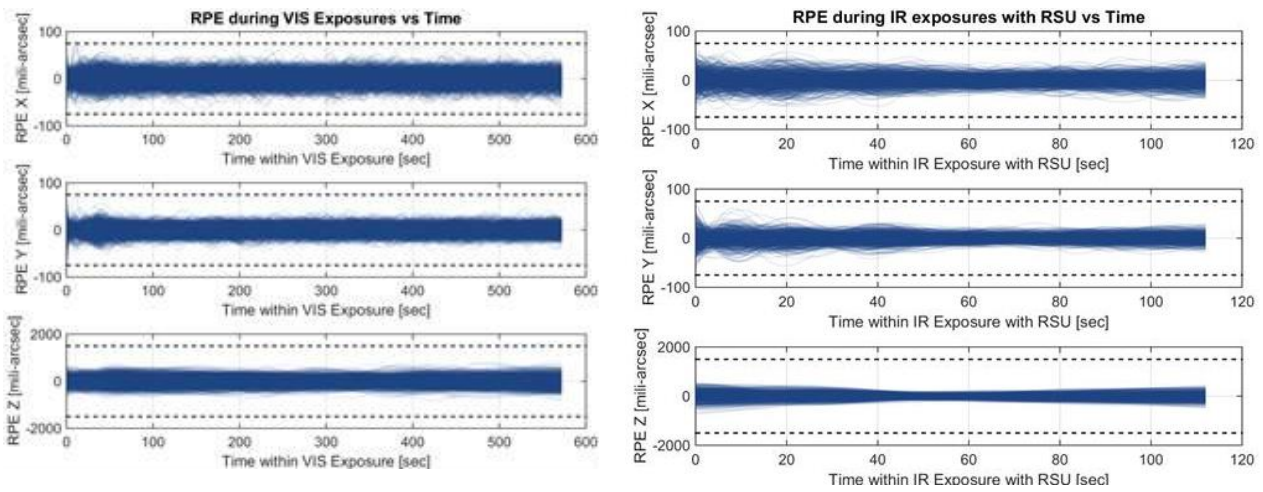 RPE during VIS Exposures vs Time
RPE X [mili-arcsec]
100
0
-100
0 100 200 300 400 500 600
Time within VIS Exposure [sec]
RPE Y [mili-arcsec]
100
0
-100
0 100 200 300 400 500 600
Time within VIS Exposure [sec]
RPE Z [mili-arcsec]
2000
0
-2000
0 100 200 300 400 500 600
Time within VIS Exposure [sec]
RPE during IR exposures with RSU vs Time
RPE X [mili-arcsec]
100
0
-100
0 20 40 60 80 100 120
Time within IR Exposure with RSU [sec]
RPE Y [mili-arcsec]
100
0
-100
0 20 40 60 80 100 120
Time within IR Exposure with RSU [sec]
RPE Z [mili-arcsec]
2000
0
-2000
0 20 40 60 80 100 120
Time within IR Exposure with RSU [sec]